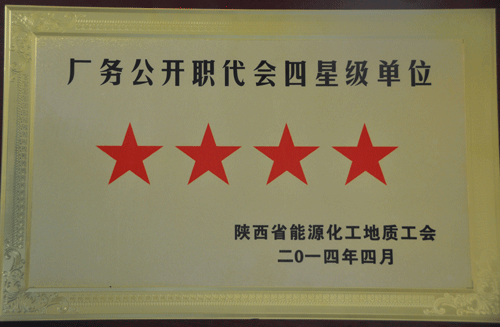 厂务公开职代会四星级单位
陕西省能源化工地质工会
二0一四年四月